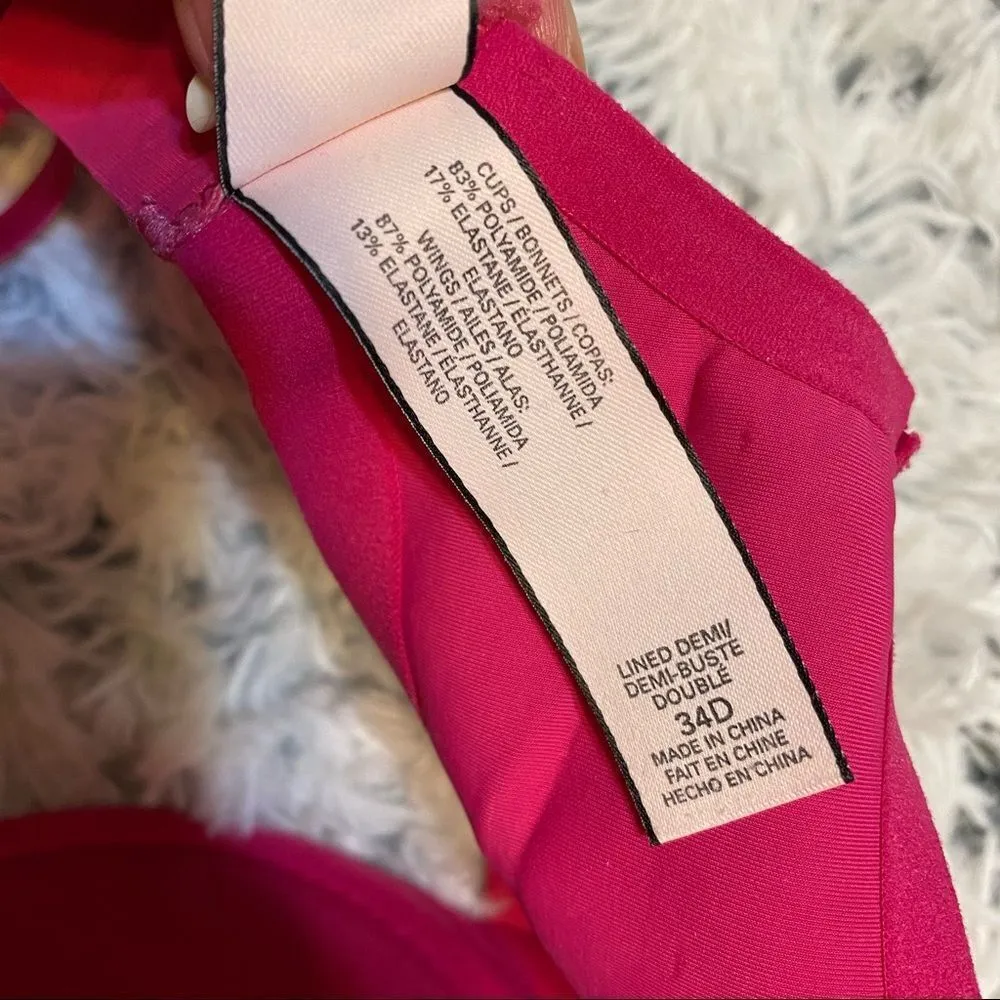 CUPS / BONNETS / COPAS:
83% POLYAMIDE / POLIAMIDA
17% ELASTANE / ÉLASTHANNE /
ELASTANO
WINGS / AILES / ALAS:
87% POLYAMIDE / POLIAMIDA
13% ELASTANE / ÉLASTHANNE /
ELASTANO
LINED DEMI/
DEMI-BUSTE
DOUBLÉ
34D
MADE IN CHINA
FAIT EN CHINE
HECHO EN CHINA